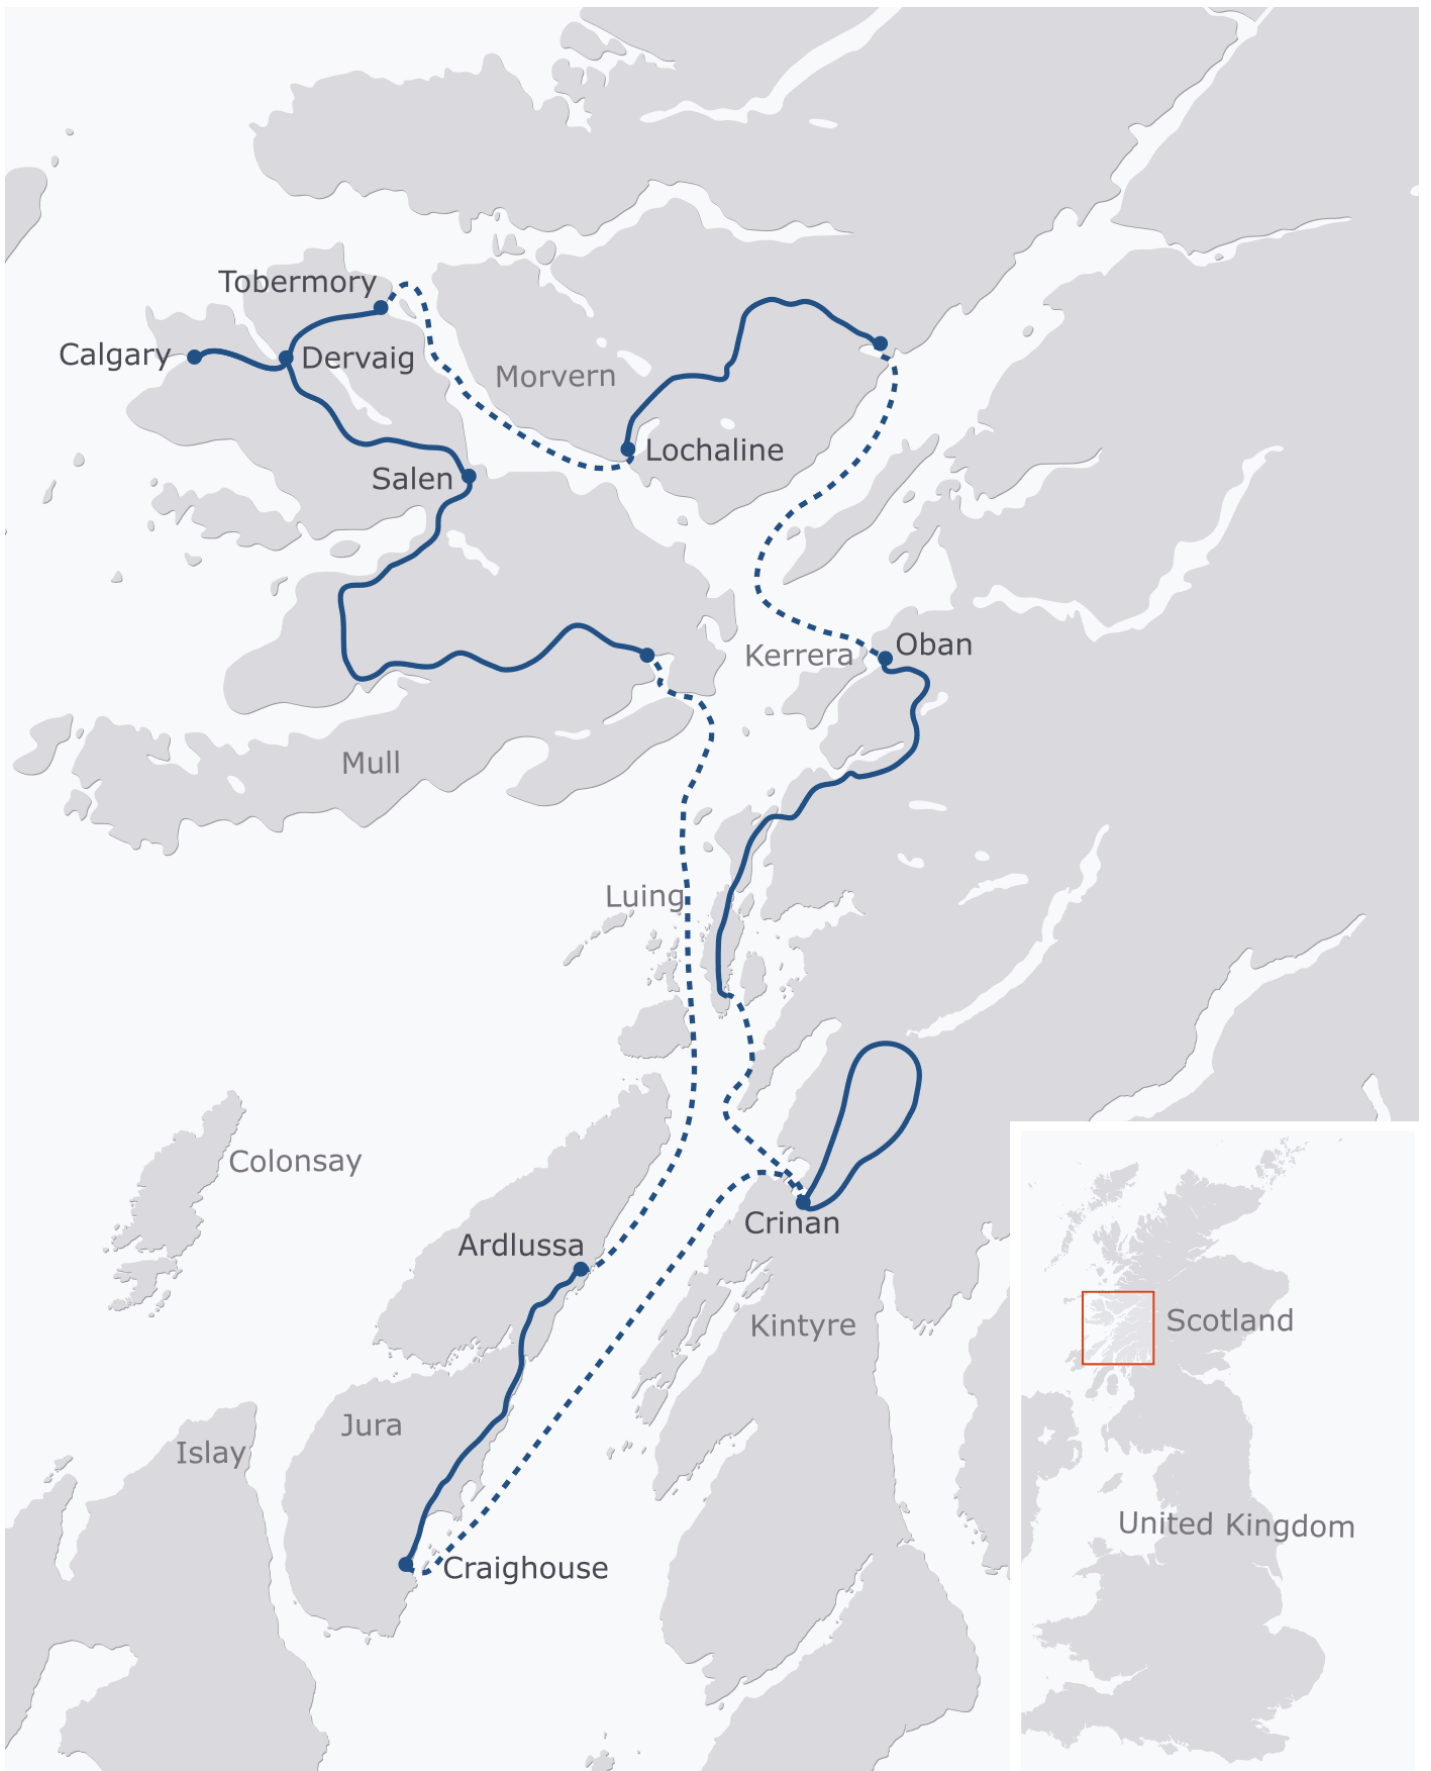 Tobermory
Calgary
Dervaig
Morvern
Lochaline
Salen
Oban
Kerrera
Mull
Luing
Colonsay
Crinan
Ardlussa
Kintyre
Scotland
Jura
Islay
United Kingdom
Craighouse